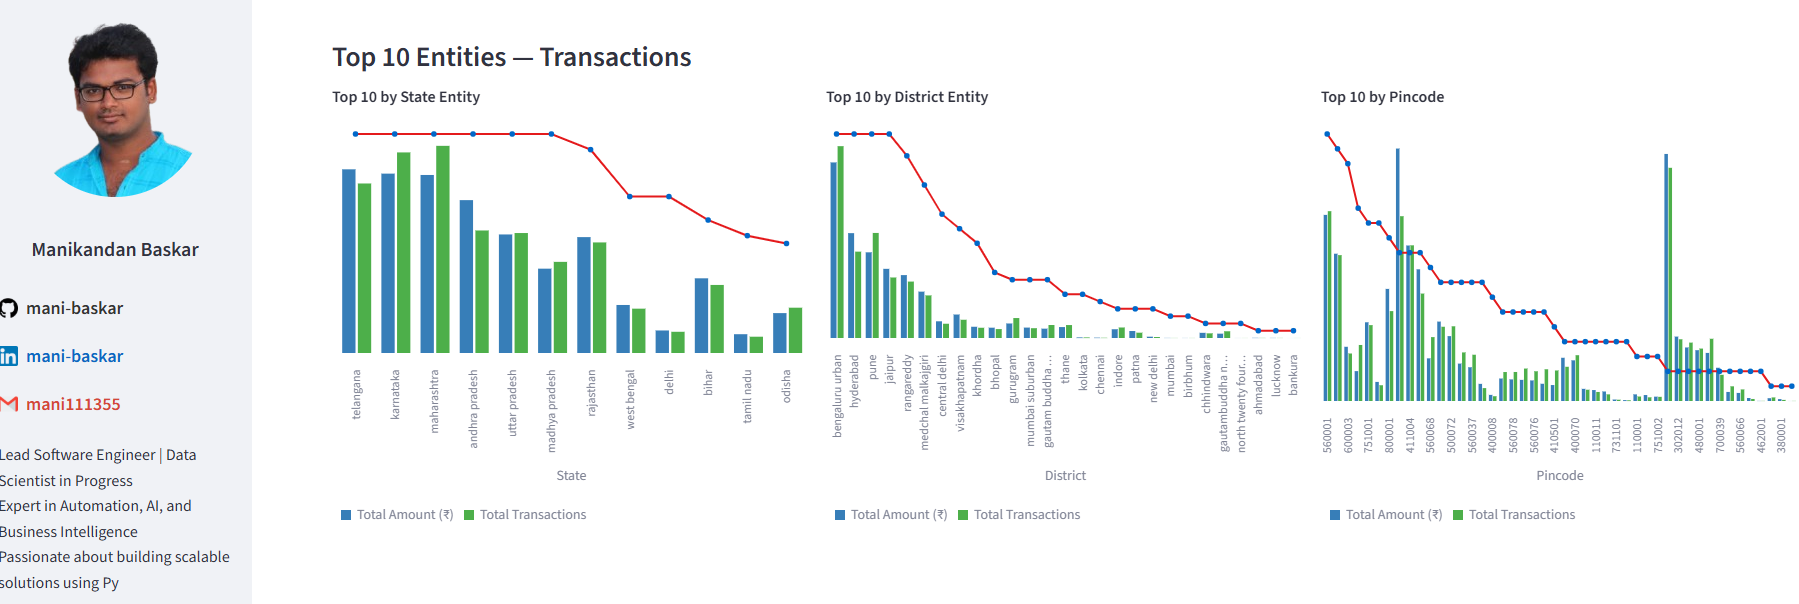 Manikandan Baskar
mani-baskar
in mani-baskar
mani111355
Lead Software Engineer | Data
Scientist in Progress
Expert in Automation, AI, and
Business Intelligence
Passionate about building scalable
solutions using Py
Top 10 Entities — Transactions
Top 10 by State Entity
telangana
karnataka
maharashtra
andhra pradesh
uttar pradesh
madhya pradesh
rajasthan
west bengal
delhi
bihar
tamil nadu
odisha
State
Total Amount (₹) Total Transactions
Top 10 by District Entity
bengaluru urban
hyderabad
pune
jaipur
rangareddy
medchal malkajgiri
central delhi
visakhapatnam
khordha
bhopal
gurugram
mumbai suburban
gautam buddha ...
thane
kolkata
chennai
indore
patna
new delhi
mumbai
birbhum
chhindwara
gautambuddha n...
north twenty four...
ahmadabad
lucknow
bankura
District
Total Amount (₹) Total Transactions
Top 10 by Pincode
560001
600003
751001
800001
411004
560068
500072
560037
400008
560078
560076
410501
400070
110011
731101
110001
751002
302012
480001
700039
560066
462001
380001
Pincode
Total Amount (₹) Total Transactions